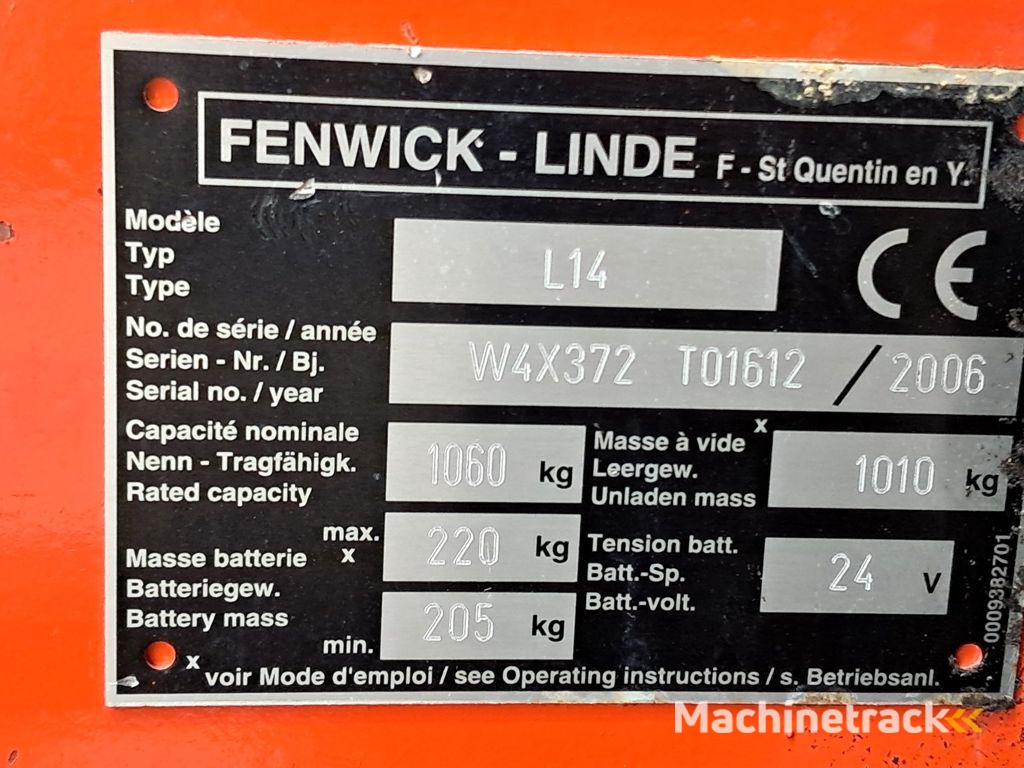 FENWICK - LINDE F - St Quentin en Y.
Modèle
Typ
Type
L14
CE
No. de série / année
Serien - Nr. / Bj.
Serial no. / year
W4X372 T01612 / 2006
Capacité nominale
Nenn - Tragfähigk.
Rated capacity
1060 kg
Masse à vide x
Leergew.
Unladen mass
1010 kg
Masse batterie x
Batteriegew.
Battery mass
max.
220 kg
min.
205 kg
Tension batt.
Batt.-Sp.
Batt.-volt.
24 V
0009382701
x voir Mode d'emploi / see Operating instructions / s. Betriebsanl.
Machinetrack